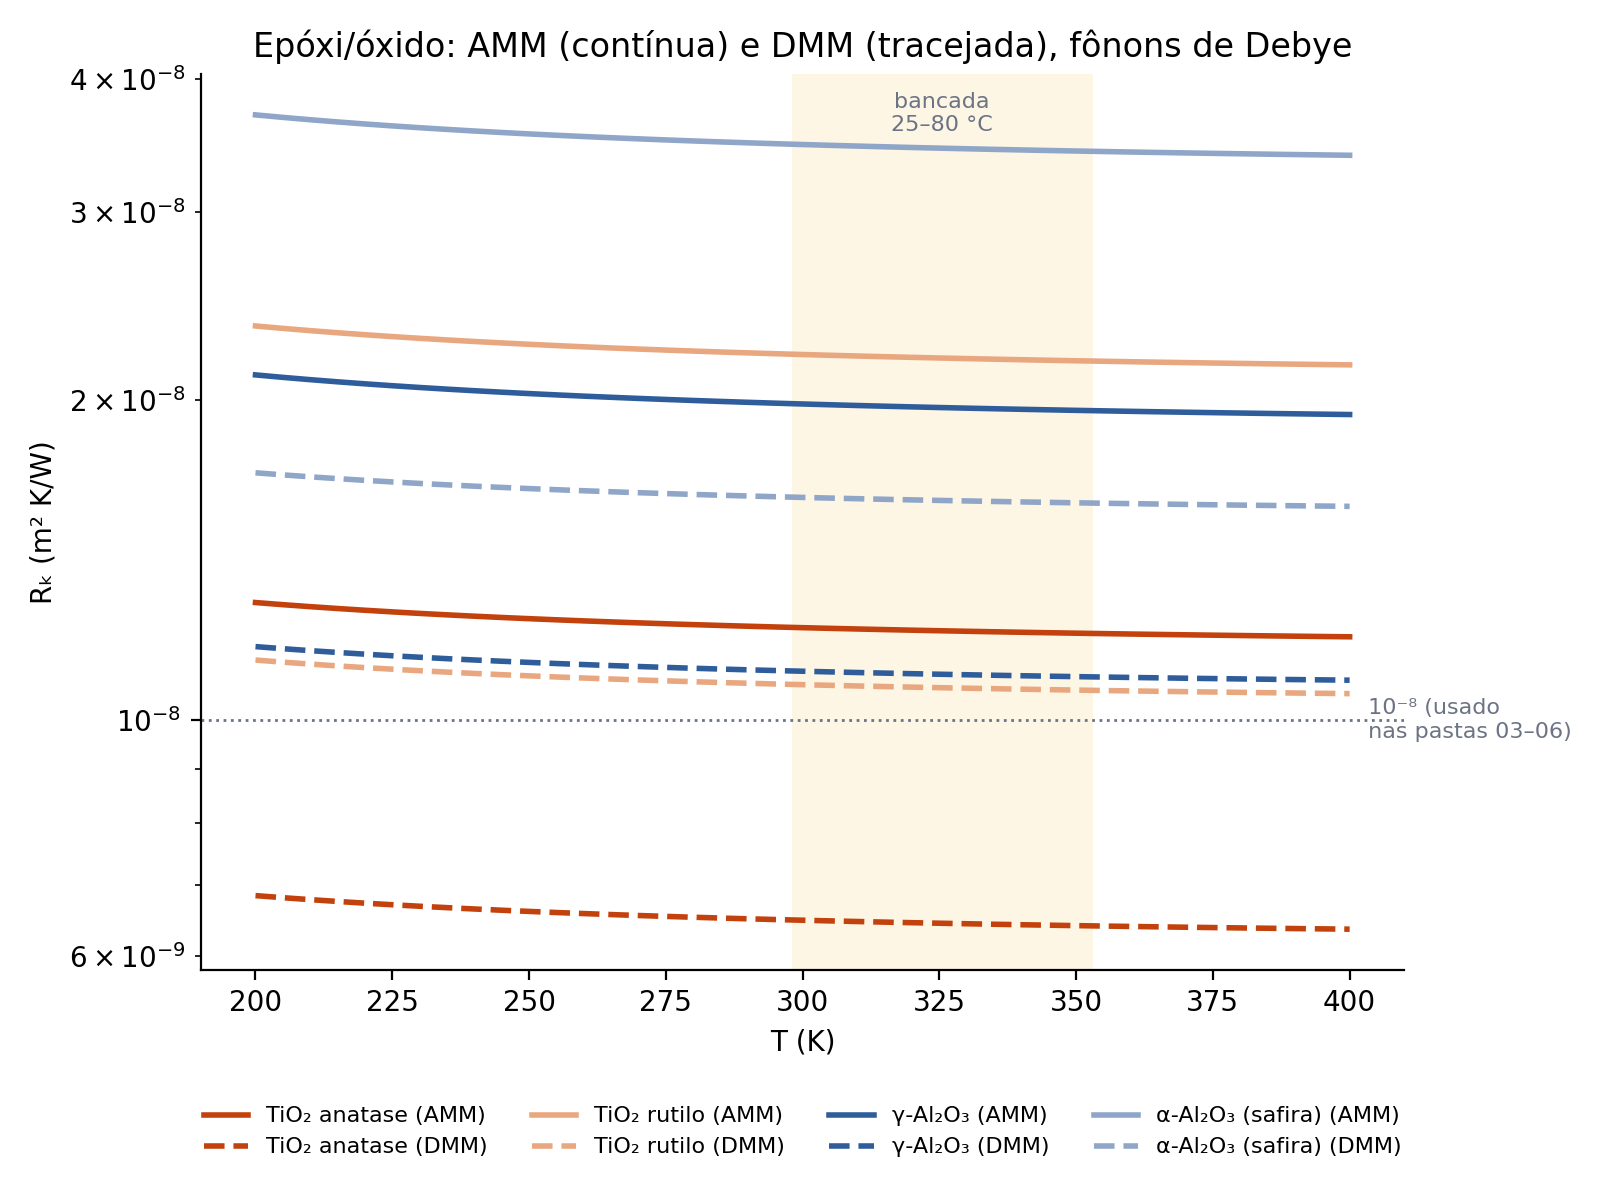 Epóxi/óxido: AMM (contínua) e DMM (tracejada), fônons de Debye
bancada
25–80 °C
4 × 10⁻⁸
3 × 10⁻⁸
2 × 10⁻⁸
10⁻⁸
6 × 10⁻⁹
Rₖ (m² K/W)
10⁻⁸ (usado
nas pastas 03–06)
200 225 250 275 300 325 350 375 400
T (K)
TiO₂ anatase (AMM) TiO₂ rutilo (AMM) γ-Al₂O₃ (AMM) α-Al₂O₃ (safira) (AMM)
TiO₂ anatase (DMM) TiO₂ rutilo (DMM) γ-Al₂O₃ (DMM) α-Al₂O₃ (safira) (DMM)